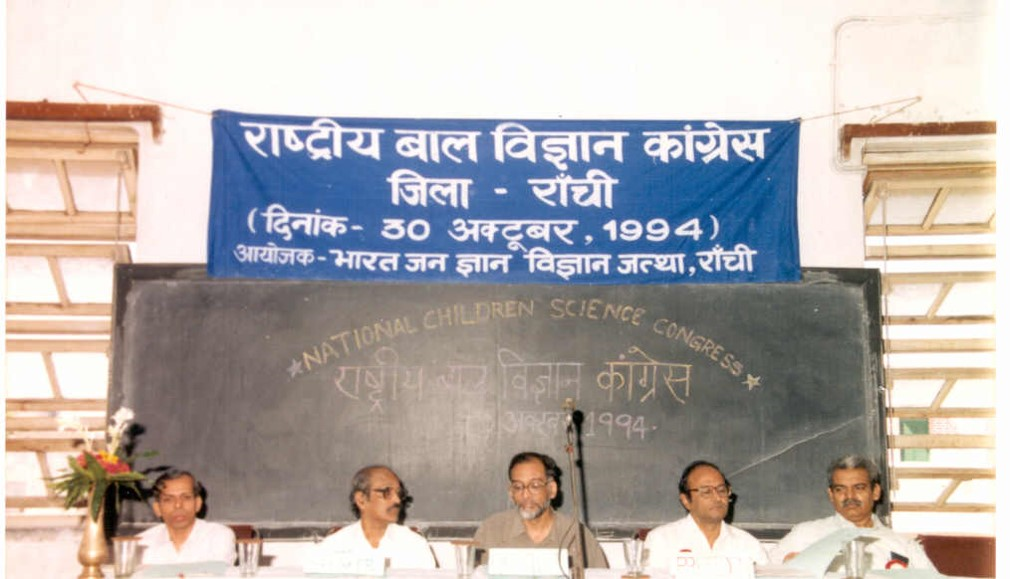 राष्ट्रीय बाल विज्ञान कांग्रेस
जिला - राँची
(दिनांक- 30 अक्टूबर, 1994)
आयोजक-भारत जन ज्ञान विज्ञान जत्था, राँची
NATIONAL CHILDREN SCIENCE CONGRESS
राष्ट्रीय बाल विज्ञान कांग्रेस
1994